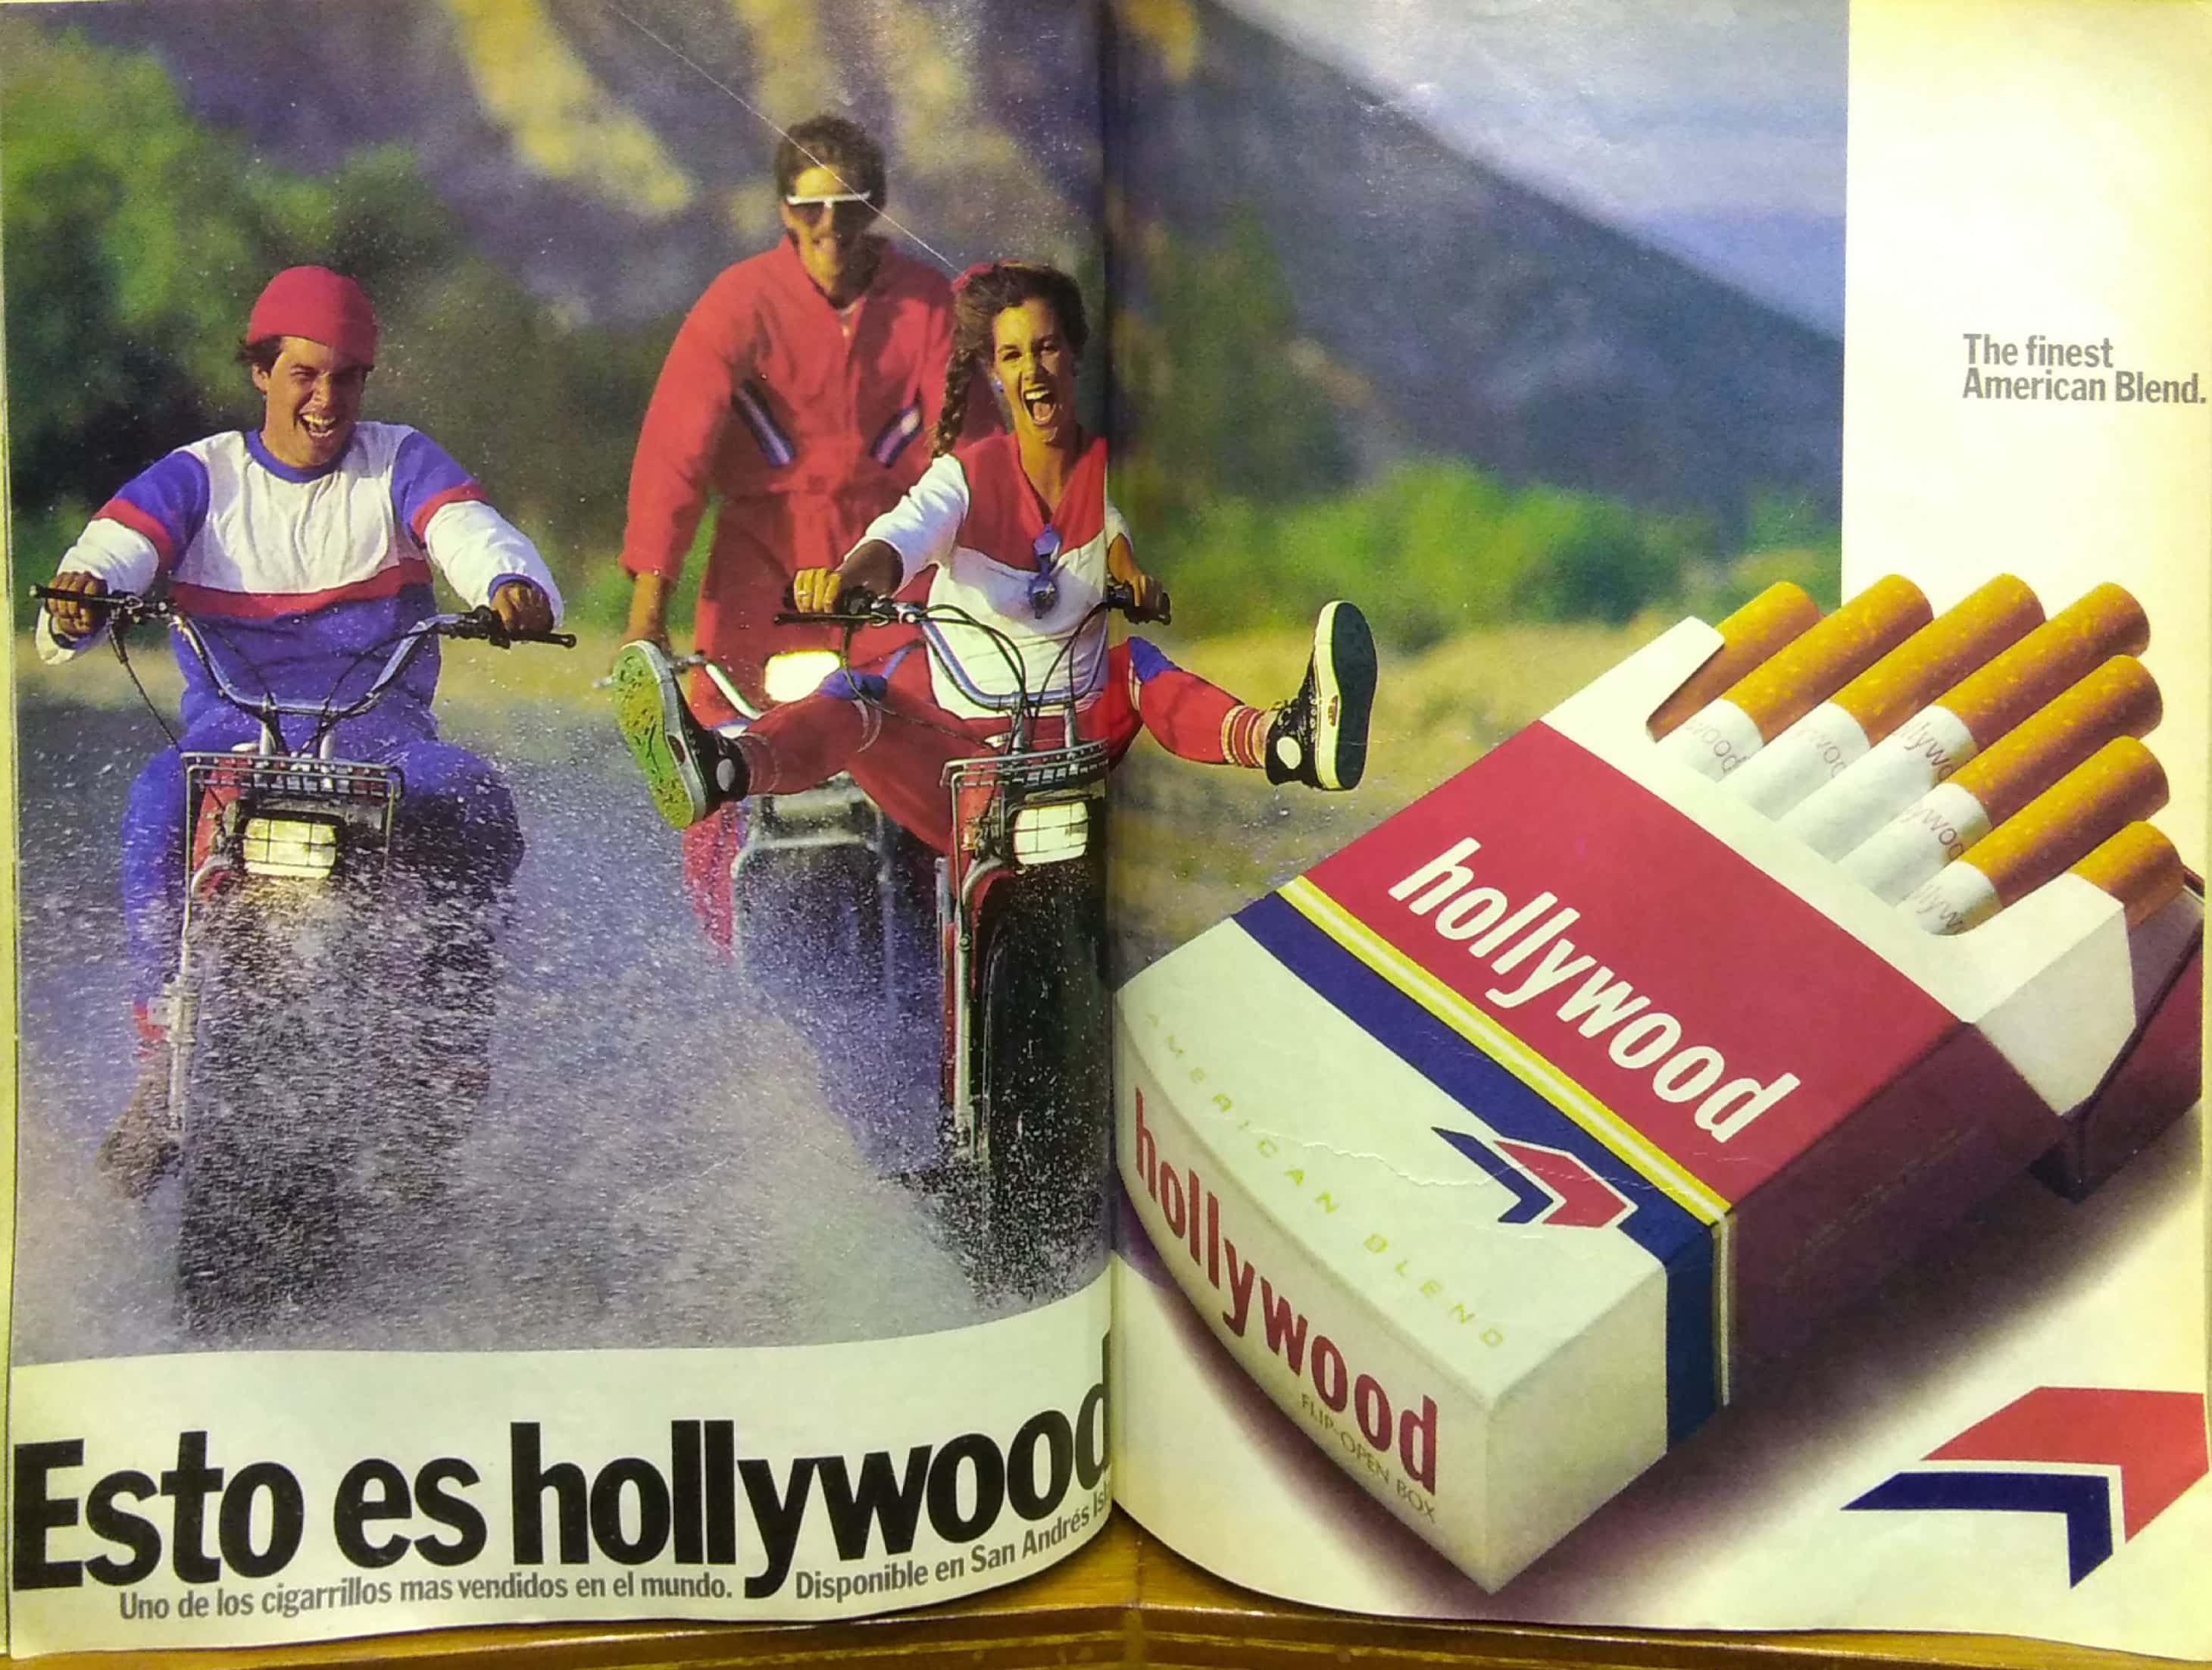 Esto es hollywood
Uno de los cigarrillos mas vendidos en el mundo.
Disponible en San Andrés
The finest
American Blend.
hollywood
AMERICAN BLEND
hollywood
FLIP-OPEN BOX